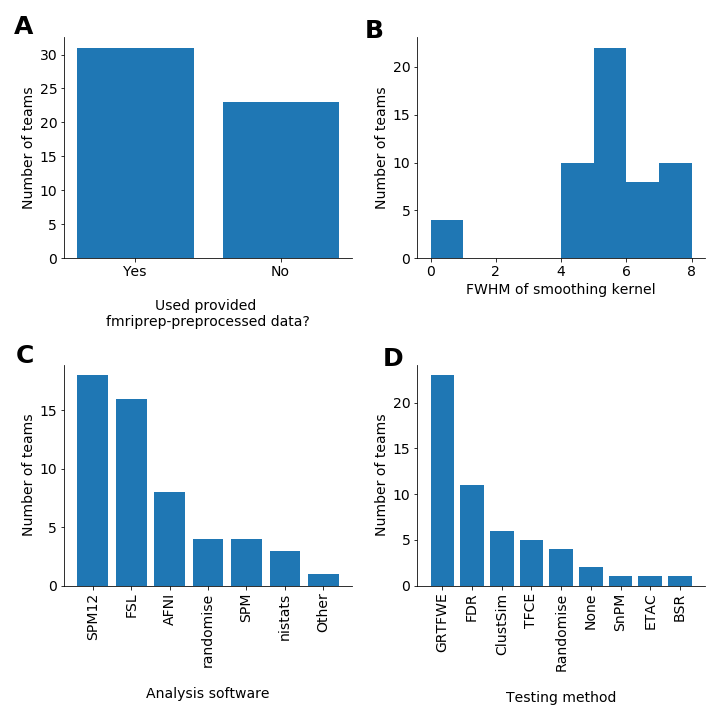 A
Number of teams
30
25
20
15
10
5
0
Yes No
Used provided
fmriprep-preprocessed data?
B
Number of teams
20
15
10
5
0
0 2 4 6 8
FWHM of smoothing kernel
C
Number of teams
15
10
5
0
SPM12
FSL
AFNI
randomise
SPM
nistats
Other
Analysis software
D
Number of teams
20
15
10
5
0
GRTFWE
FDR
ClustSim
TFCE
Randomise
None
SnPM
ETAC
BSR
Testing method